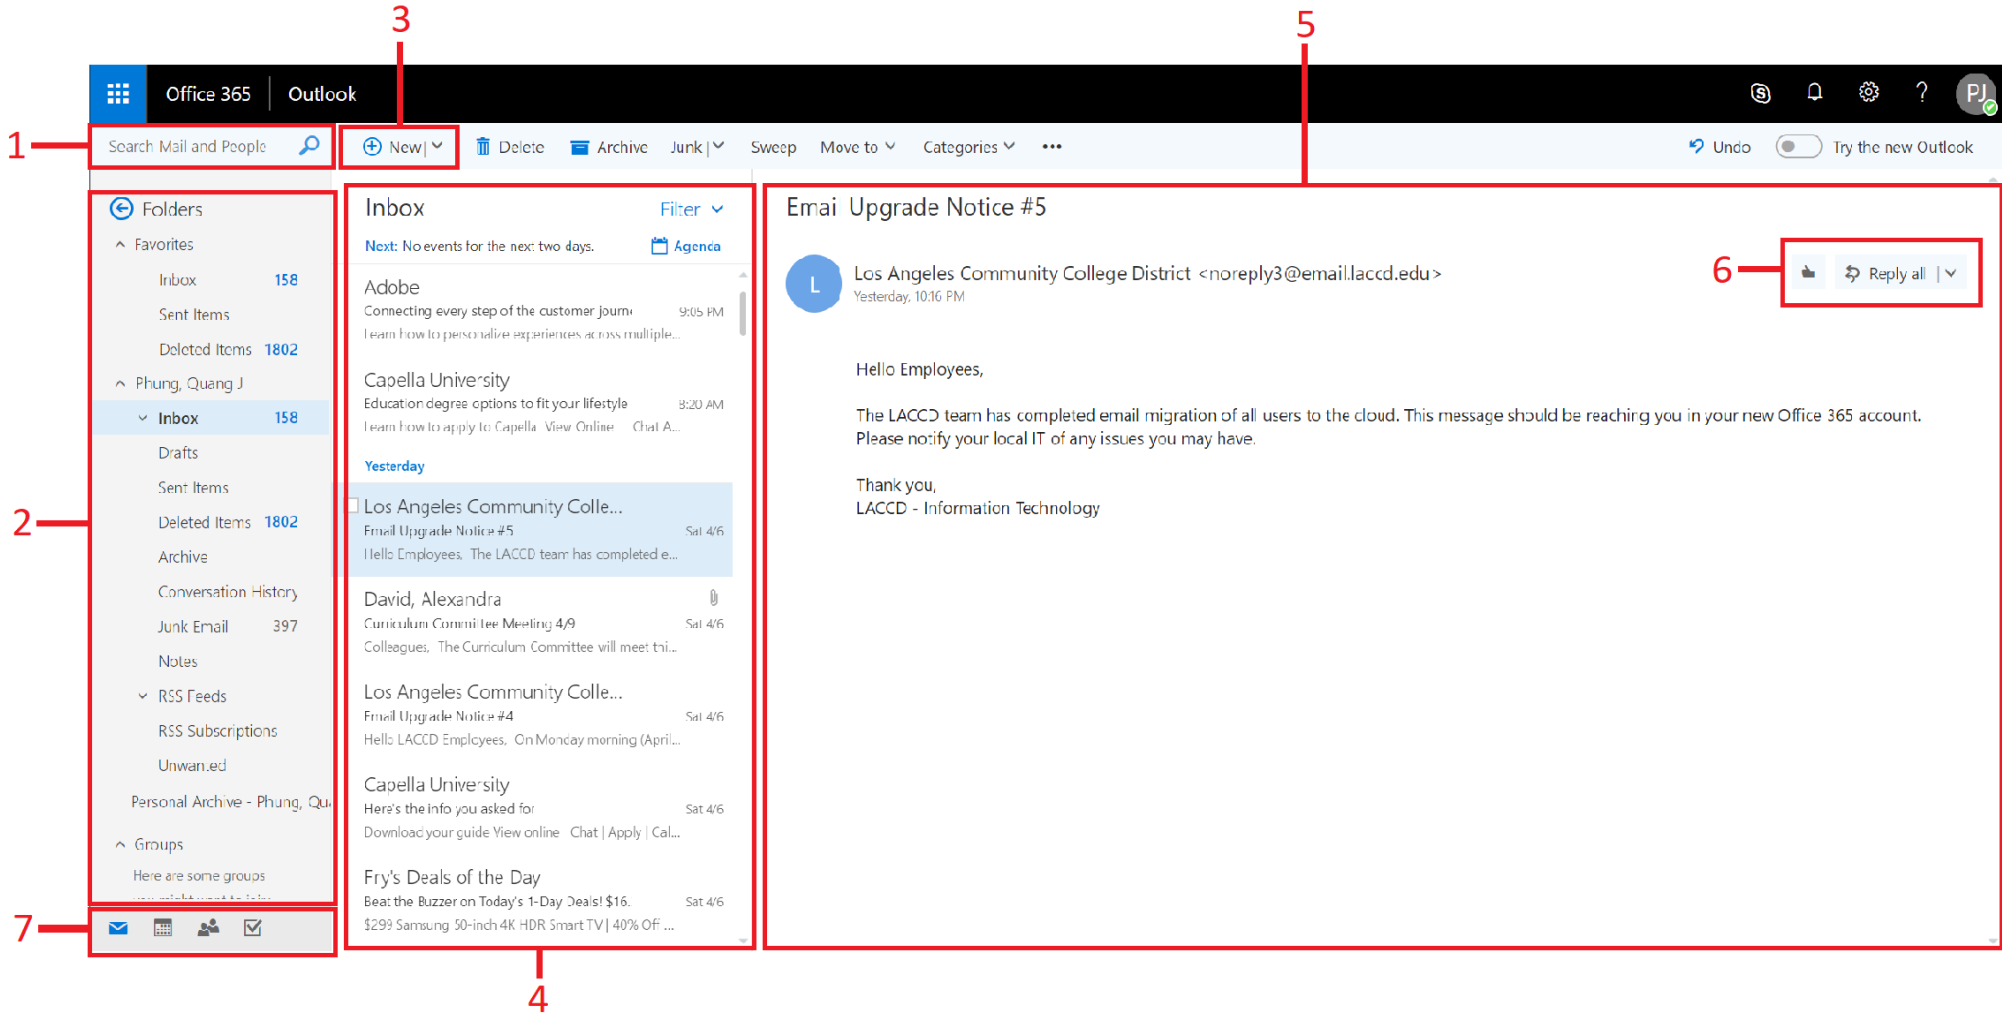 3
5
Office 365
Outlook
S
?
PJ
1
Search Mail and People
New
Delete
Archive
Junk
Sweep
Move to
Categories
•••
Undo
Try the new Outlook
2
Folders
Favorites
Inbox 158
Sent Items
Deleted Items 1802
Phung, Quang J
Inbox 158
Drafts
Sent Items
Deleted Items 1802
Archive
Conversation History
Junk Email 397
Notes
RSS Feeds
RSS Subscriptions
Unwanted
Personal Archive - Phung, Qu
Groups
Here are some groups
you might want to join
7
Inbox
Filter
Next: No events for the next two days.
Agenda
Adobe
Connecting every step of the customer journe 9:05 PM
Learn how to personalize experiences across multiple...
Capella University
Education degree options to fit your lifestyle 8:20 AM
Learn how to apply to Capella View Online Chat A...
Yesterday
Los Angeles Community Colle...
Email Upgrade Notice #5 Sat 4/6
Hello Employees, The LACCD team has completed e...
David, Alexandra
Curriculum Committee Meeting 4/9 Sat 4/6
Colleagues, The Curriculum Committee will meet thi...
Los Angeles Community Colle...
Email Upgrade Notice #4 Sat 4/6
Hello LACCD Employees, On Monday morning (April...
Capella University
Here's the info you asked for Sat 4/6
Download your guide View online Chat | Apply | Cal...
Fry's Deals of the Day
Beat the Buzzer on Today's 1-Day Deals! $16. Sat 4/6
$299 Samsung 50-inch 4K HDR Smart TV | 40% Off ...
4
Emai Upgrade Notice #5
L
Los Angeles Community College District <noreply3@email.laccd.edu>
Yesterday, 10:16 PM
6
Reply all
Hello Employees,
The LACCD team has completed email migration of all users to the cloud. This message should be reaching you in your new Office 365 account.
Please notify your local IT of any issues you may have.
Thank you,
LACCD - Information Technology